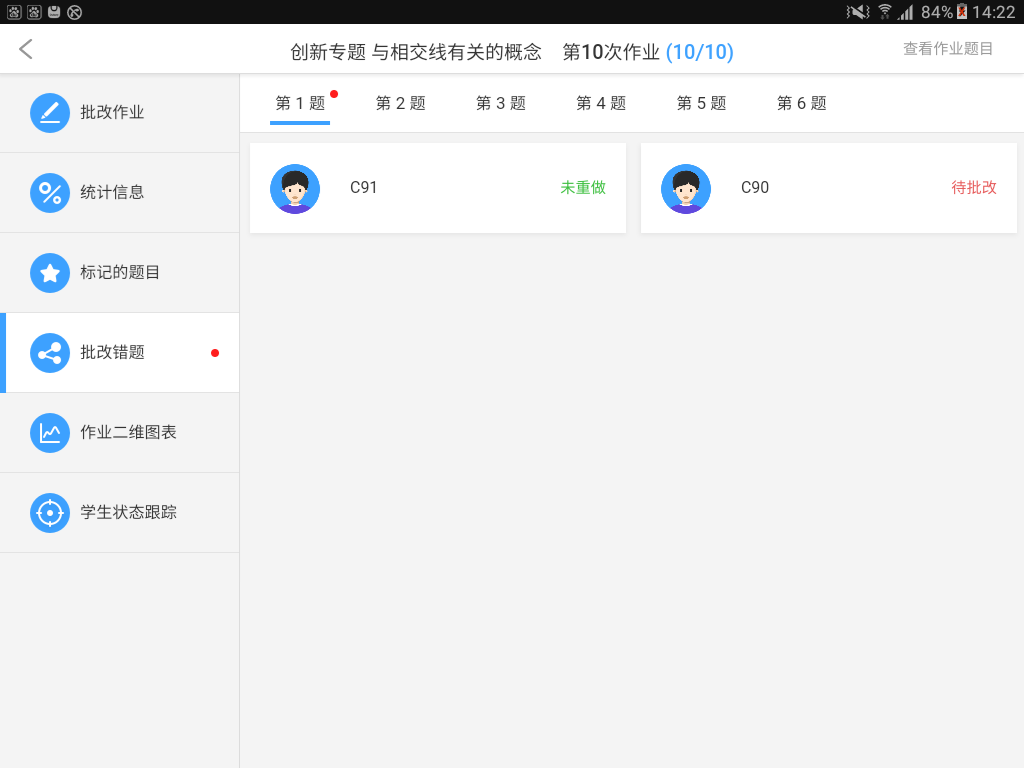 84% 14:22
创新专题 与相交线有关的概念 第10次作业 (10/10) 查看作业题目
批改作业
统计信息
标记的题目
批改错题
作业二维图表
学生状态跟踪
第 1 题 第 2 题 第 3 题 第 4 题 第 5 题 第 6 题
C91 未重做
C90 待批改